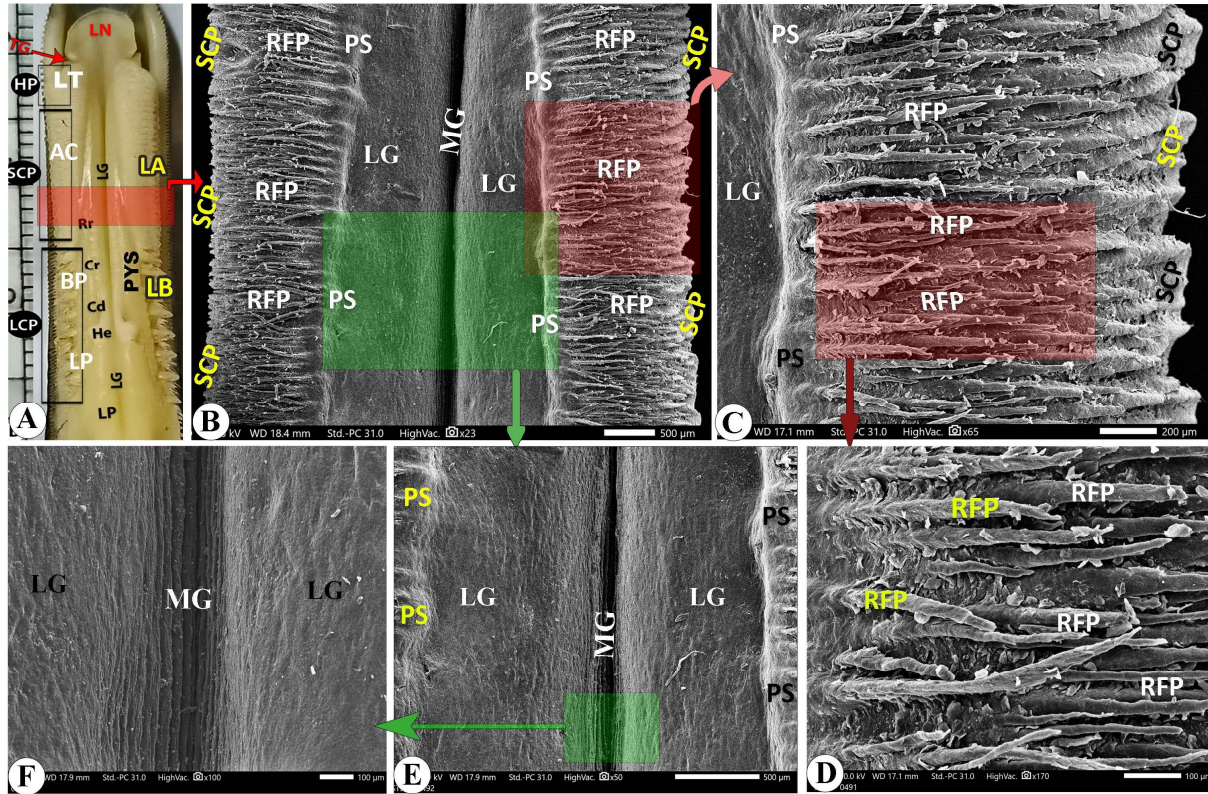 LN
TG
HP
LT
AC
LG
LA
SCP
Rr
Cr
BP
PYS
LB
Cd
LCP
He
LP
LG
LP
A
SCP
RFP
PS
RFP
SCP
PS
MG
LG
LG
RFP
RFP
SCP
RFP
PS
RFP
PS
SCP
SCP
B
kV WD 18.4 mm Std.-PC 31.0 HighVac. x23 500 µm
PS
SCP
RFP
SCP
LG
RFP
SCP
RFP
PS
C
WD 17.1 mm Std.-PC 31.0 HighVac. x65 200 µm
LG
MG
LG
F
WD 17.9 mm Std.-PC 31.0 HighVac. x100 100 µm
PS
PS
LG
LG
MG
PS
PS
E
WD 17.9 mm Std.-PC 31.0 HighVac. x50 500 µm
RFP
RFP
RFP
RFP
RFP
D
0.0 kV WD 17.1 mm Std.-PC 31.0 HighVac. x170 100 µm
0491